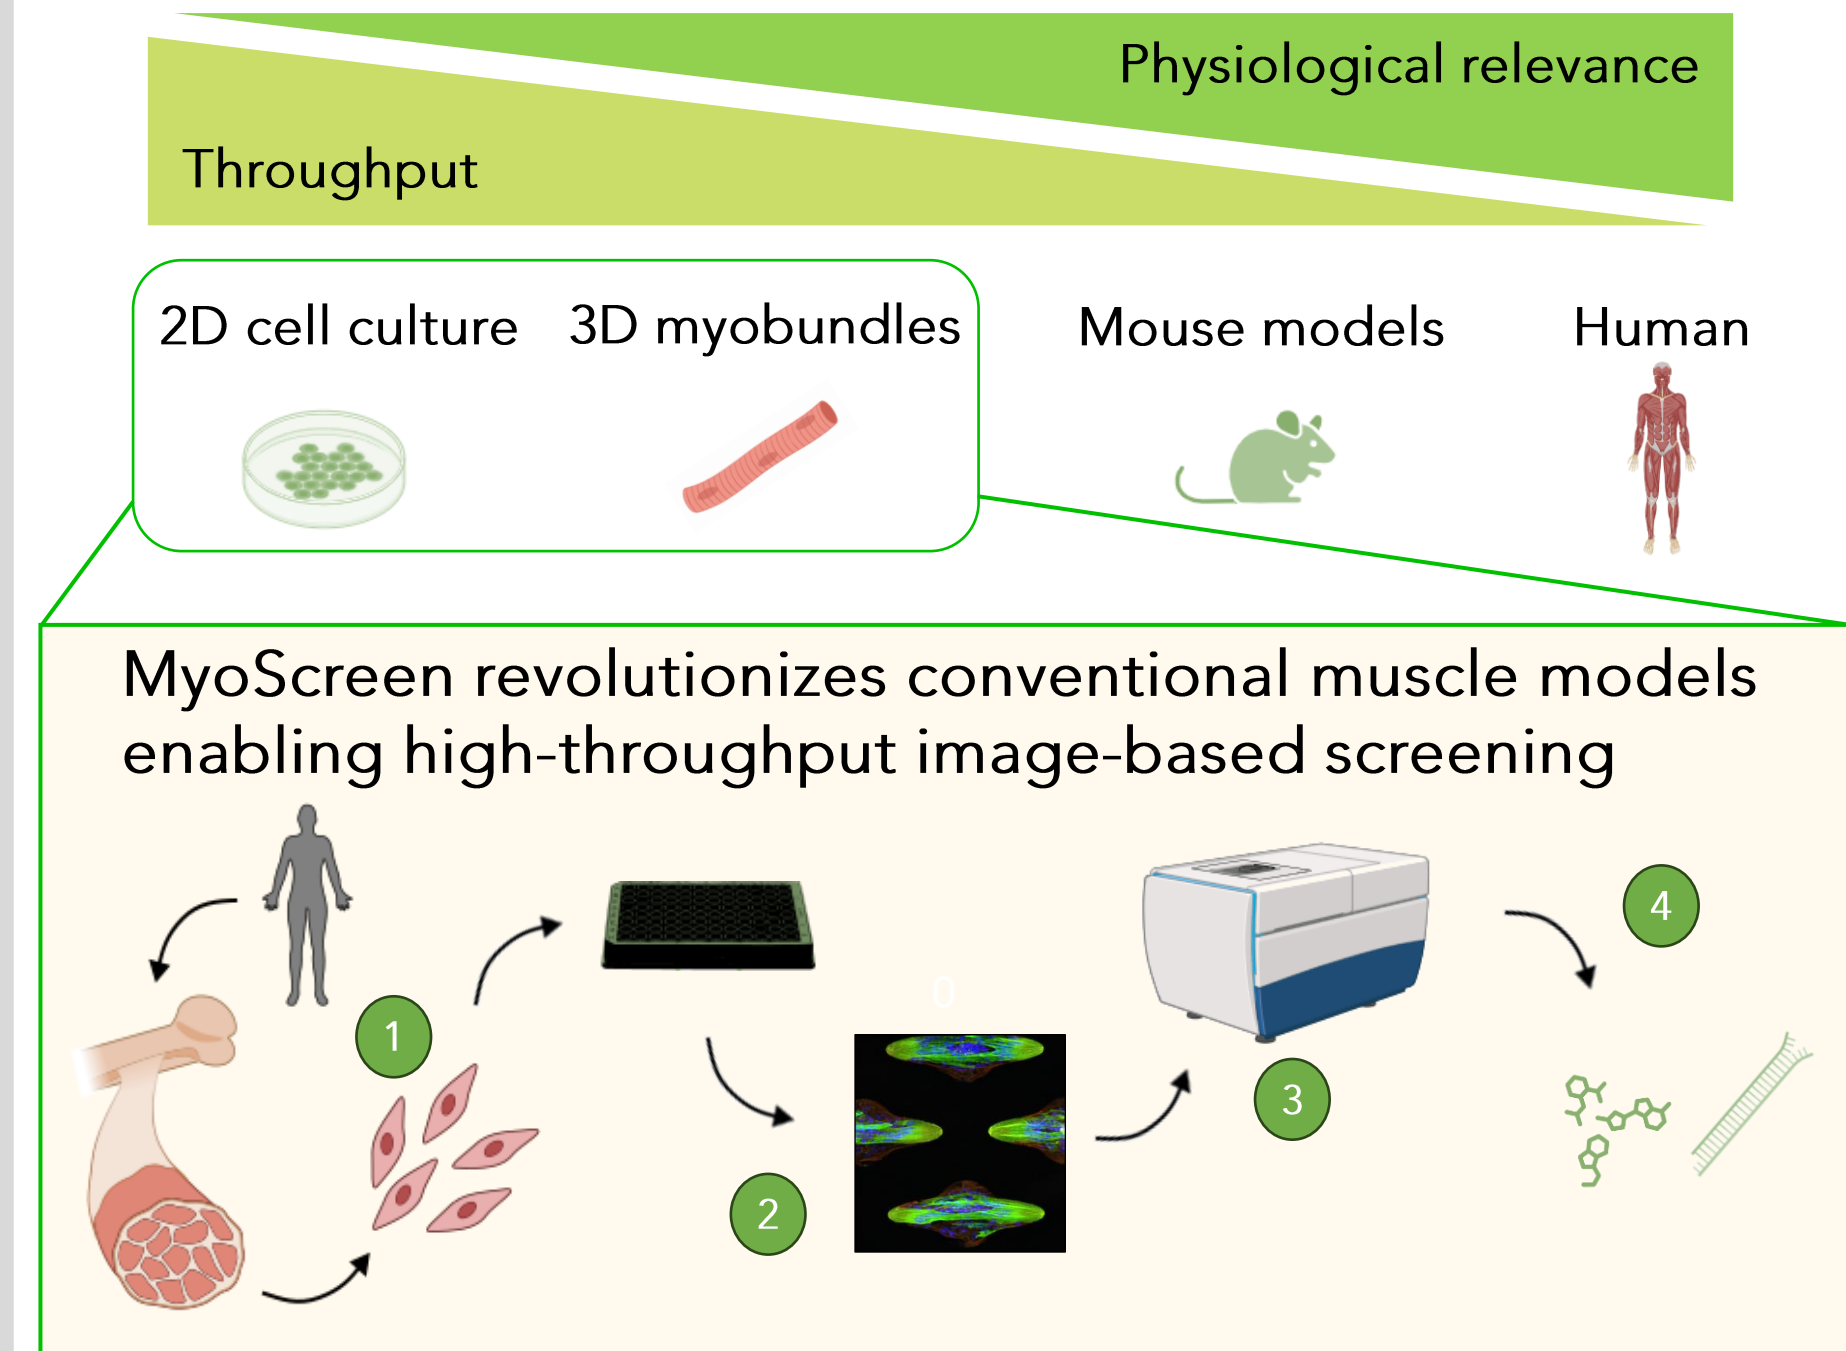 Physiological relevance
Throughput
2D cell culture
3D myobundles
Mouse models
Human
MyoScreen revolutionizes conventional muscle models
enabling high-throughput image-based screening
1
2
0
3
4